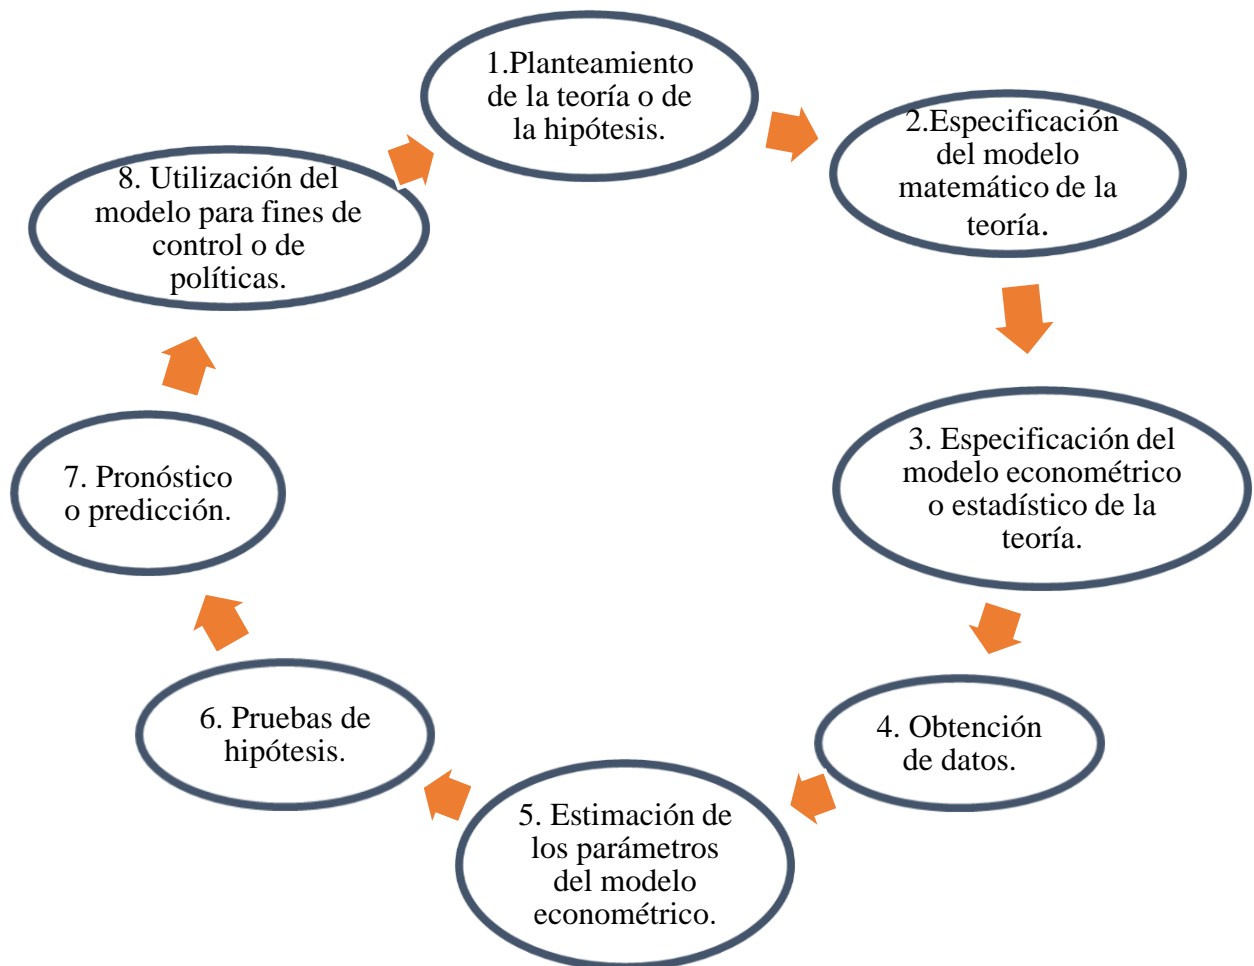 1.Planteamiento
de la teoría o de
la hipótesis.
2.Especificación
del modelo
matemático de la
teoría.
3. Especificación del
modelo econométrico
o estadístico de la
teoría.
4. Obtención
de datos.
5. Estimación de
los parámetros
del modelo
econométrico.
6. Pruebas de
hipótesis.
7. Pronóstico
o predicción.
8. Utilización del
modelo para fines de
control o de
políticas.